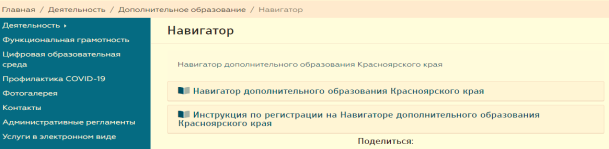 Главная / Деятельность / Дополнительное образование / Навигатор
Деятельность
Функциональная грамотность
Цифровая образовательная
среда
Профилактика COVID-19
Фотогалерея
Контакты
Административные регламенты
Услуги в электронном виде
Навигатор
Навигатор дополнительного образования Красноярского края
Навигатор дополнительного образования Красноярского края
Инструкция по регистрации на Навигаторе дополнительного образования
Красноярского края
Поделиться: